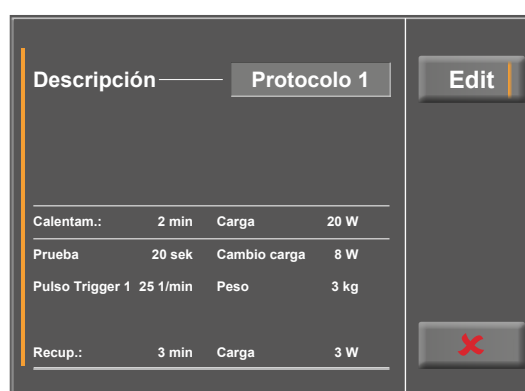 Descripción Protocolo 1 Edit
Calentam.: 2 min Carga 20 W
Prueba 20 sek Cambio carga 8 W
Pulso Trigger 1 25 1/min Peso 3 kg
Recup.: 3 min Carga 3 W